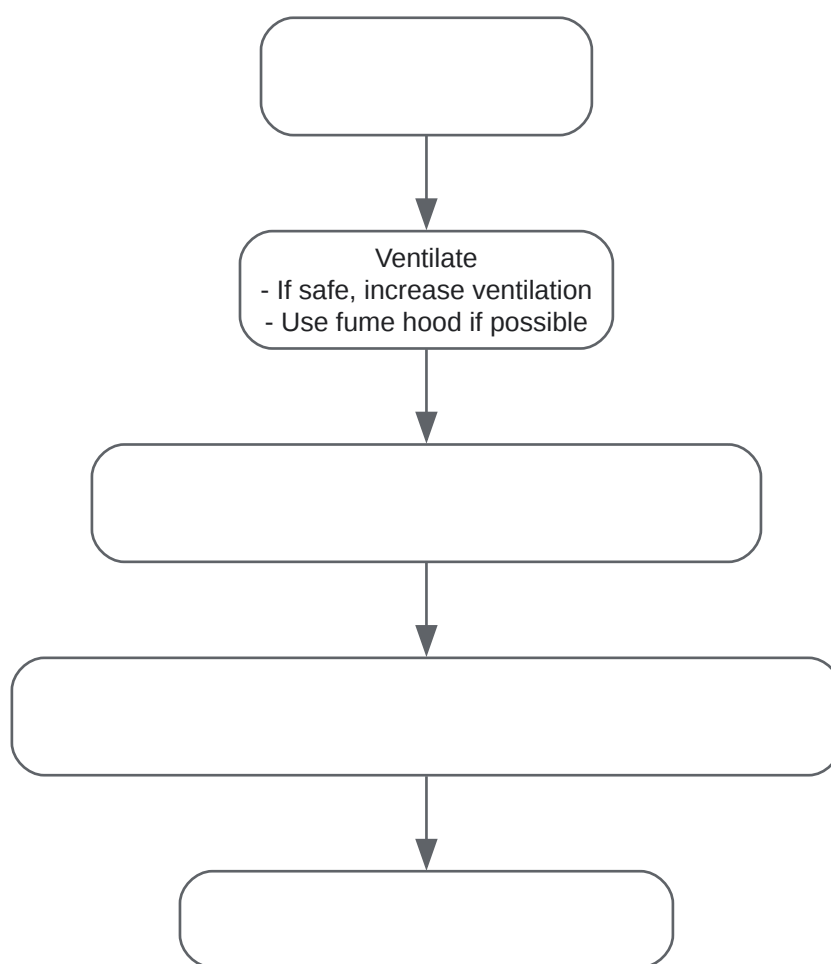 Ventilate
- If safe, increase ventilation
- Use fume hood if possible